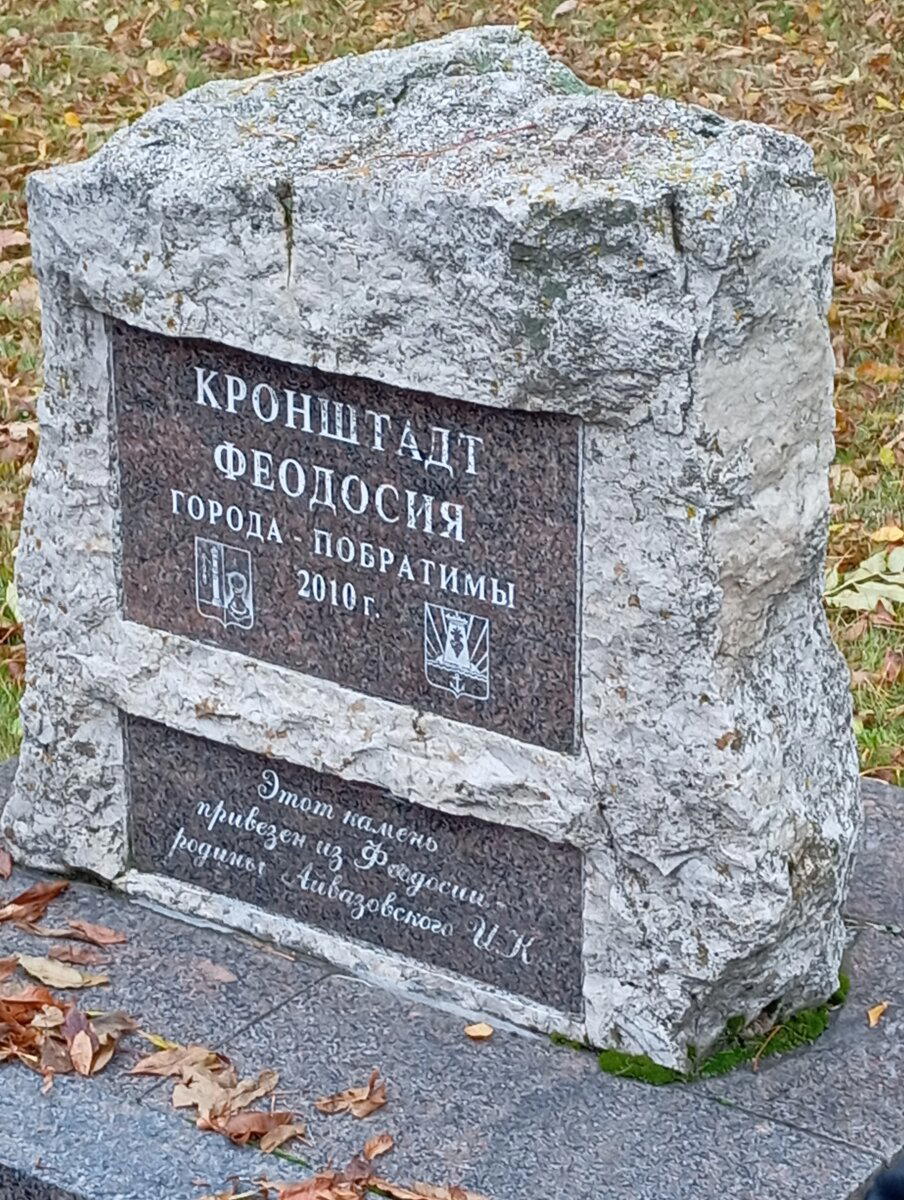 КРОНШТАДТ
ФЕОДОСИЯ
ГОРОДА - ПОБРАТИМЫ
2010 г.
Этот камень
привезен из Феодосии -
родины Айвазовского И.К